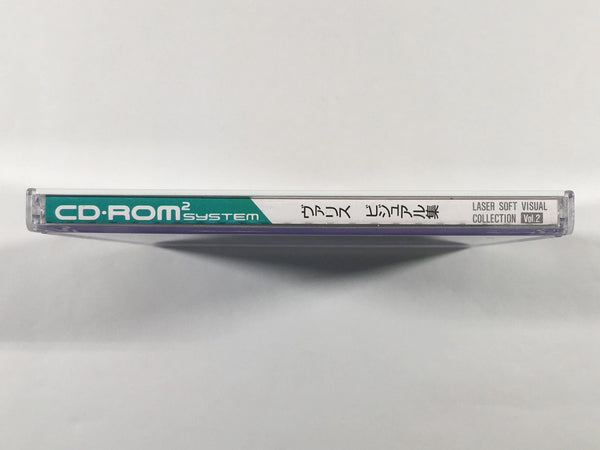 CD-ROM² SYSTEM
ヴァリス ビジュアル集
LASER SOFT VISUAL
COLLECTION Vol.2